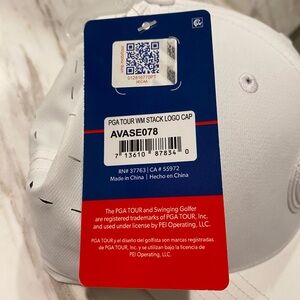 PGA TOUR WM STACK LOGO CAP
AVASE078
7 13610 87834 0
RN# 37763 | CA # 55972
Made in China | Hecho en China
The PGA TOUR and Swinging Golfer
are registered trademarks of PGA TOUR, Inc.
and used under license by PEI Operating, LLC.
PGA TOUR y el diseño del golfista son marcas registradas
de PGA TOUR, Inc. y se utilizan bajo la licencia de
PEI Operating, LLC.